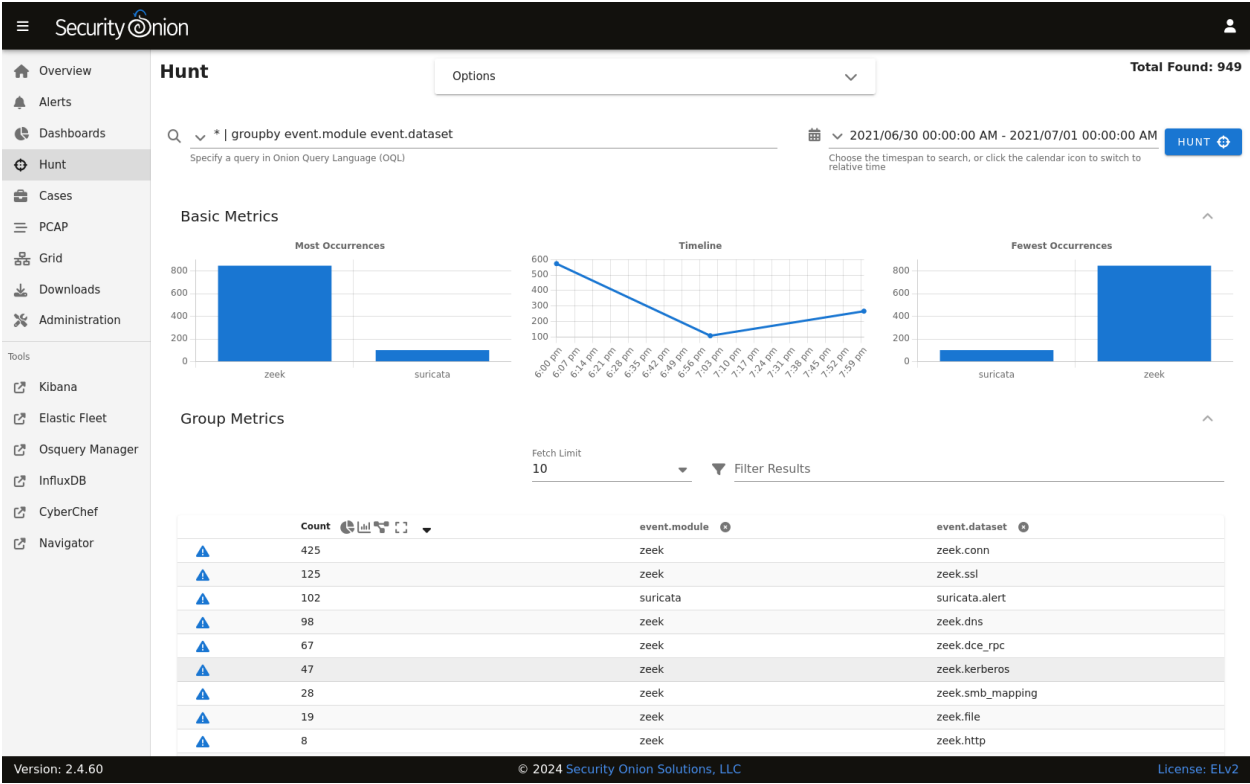 Security Onion
Overview
Alerts
Dashboards
Hunt
Cases
PCAP
Grid
Downloads
Administration
Tools
Kibana
Elastic Fleet
Osquery Manager
InfluxDB
CyberChef
Navigator
Hunt
Options
Total Found: 949
* | groupby event.module event.dataset
Specify a query in Onion Query Language (OQL)
2021/06/30 00:00:00 AM - 2021/07/01 00:00:00 AM
Choose the timespan to search, or click the calendar icon to switch to
relative time
HUNT
Basic Metrics
Most Occurrences
800
600
400
200
0
zeek
suricata
Timeline
600
500
400
300
200
100
6:00 pm
6:07 pm
6:14 pm
6:21 pm
6:28 pm
6:35 pm
6:42 pm
6:49 pm
6:56 pm
7:03 pm
7:10 pm
7:17 pm
7:24 pm
7:31 pm
7:38 pm
7:45 pm
7:52 pm
7:59 pm
Fewest Occurrences
800
600
400
200
0
suricata
zeek
Group Metrics
Fetch Limit
10
Filter Results
Count event.module event.dataset
425 zeek zeek.conn
125 zeek zeek.ssl
102 suricata suricata.alert
98 zeek zeek.dns
67 zeek zeek.dce_rpc
47 zeek zeek.kerberos
28 zeek zeek.smb_mapping
19 zeek zeek.file
8 zeek zeek.http
Version: 2.4.60
© 2024 Security Onion Solutions, LLC
License: ELv2